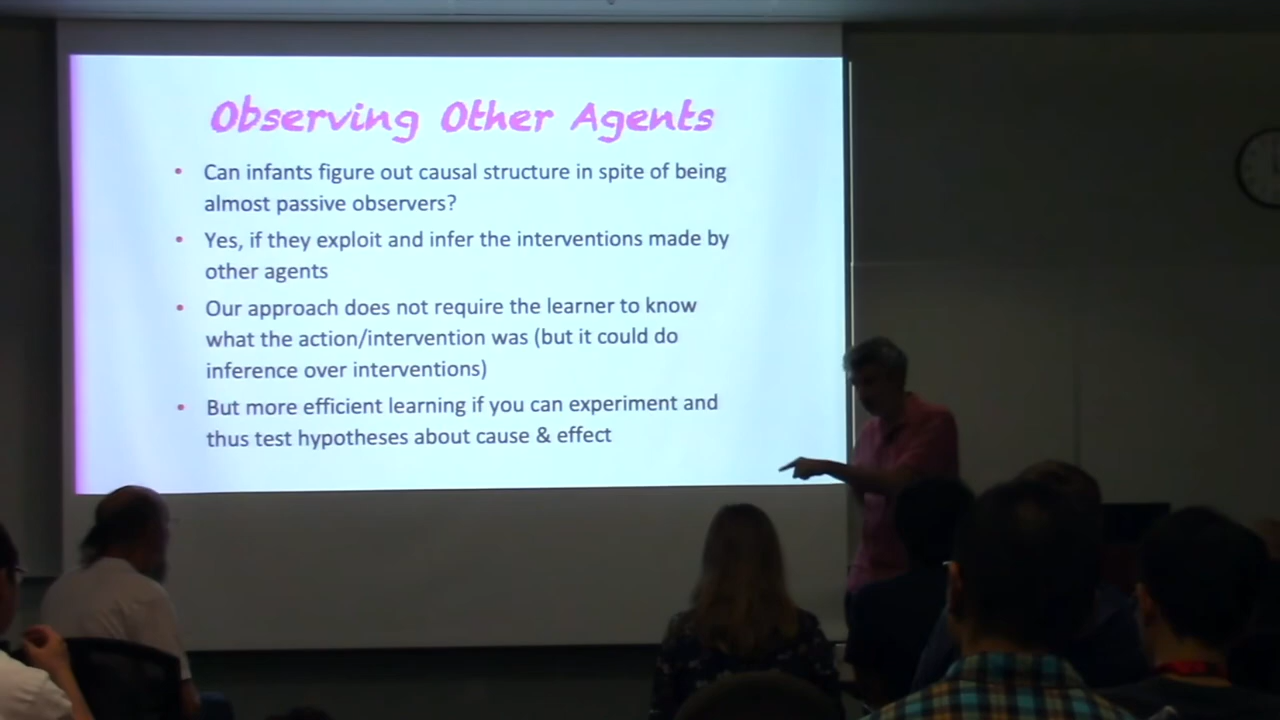 Observing Other Agents
• Can infants figure out causal structure in spite of being
almost passive observers?
• Yes, if they exploit and infer the interventions made by
other agents
• Our approach does not require the learner to know
what the action/intervention was (but it could do
inference over interventions)
• But more efficient learning if you can experiment and
thus test hypotheses about cause & effect